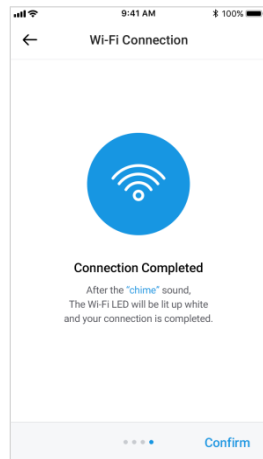 9:41 AM
100%
Wi-Fi Connection
Connection Completed
After the "chime" sound,
The Wi-Fi LED will be lit up white
and your connection is completed.
Confirm